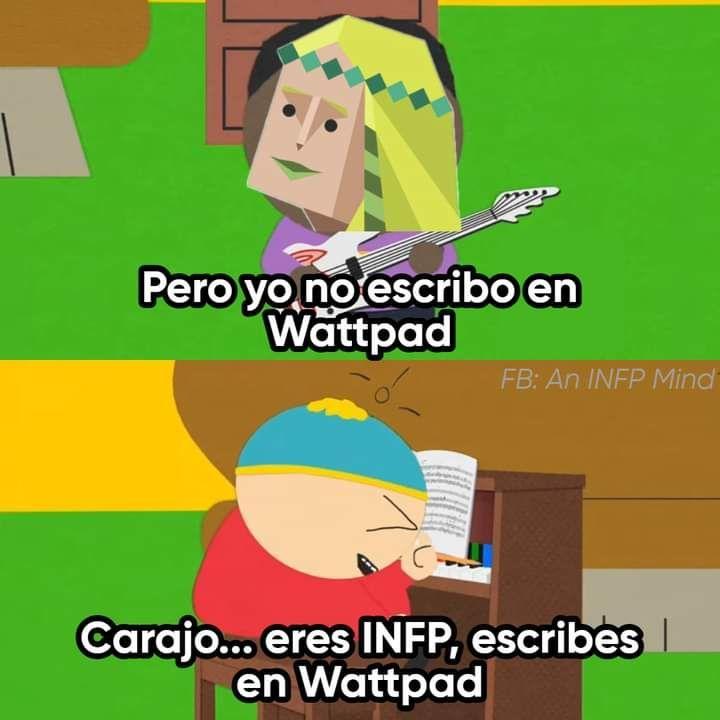 Pero yo no escribo en
Wattpad
FB: An INFP Mind
Carajo... eres INFP, escribes
en Wattpad